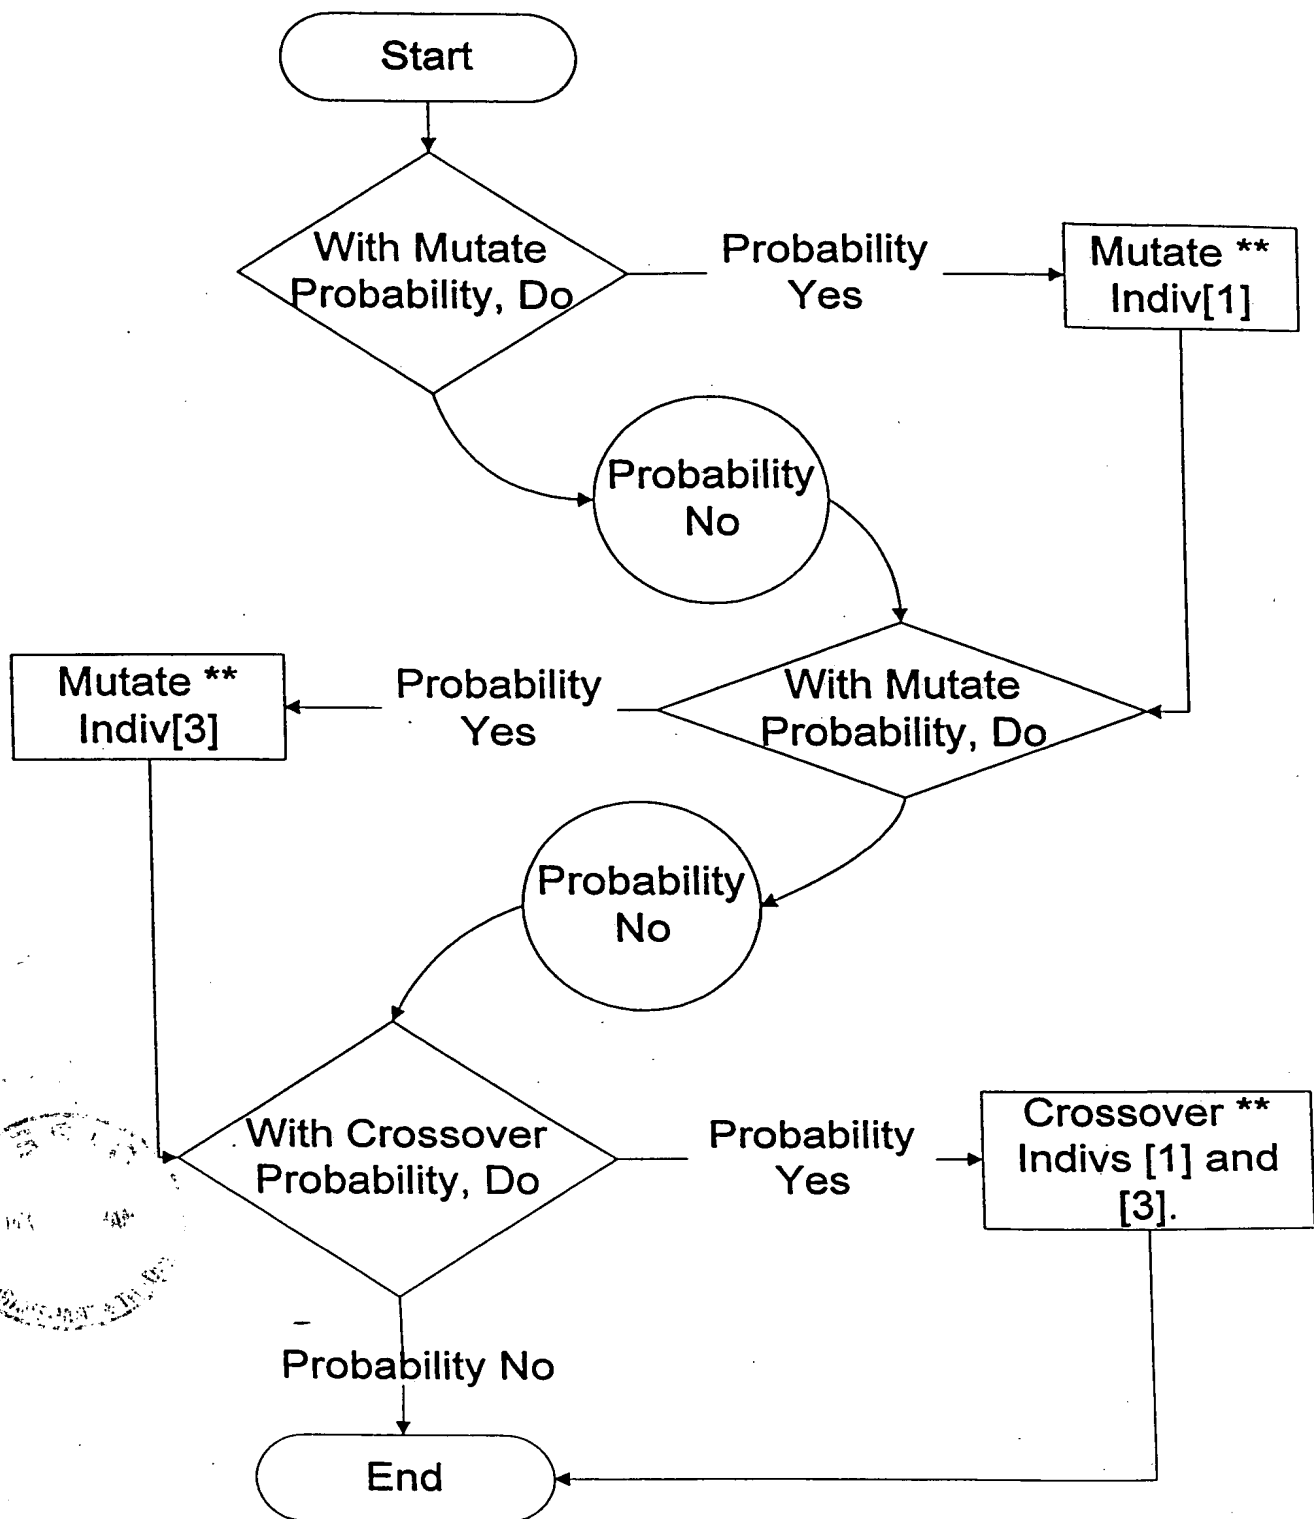 Start
With Mutate
Probability, Do
Probability
Yes
Mutate **
Indiv[1]
Probability
No
With Mutate
Probability, Do
Probability
Yes
Mutate **
Indiv[3]
Probability
No
With Crossover
Probability, Do
Probability
Yes
Crossover **
Indivs [1] and
[3].
Probability No
End